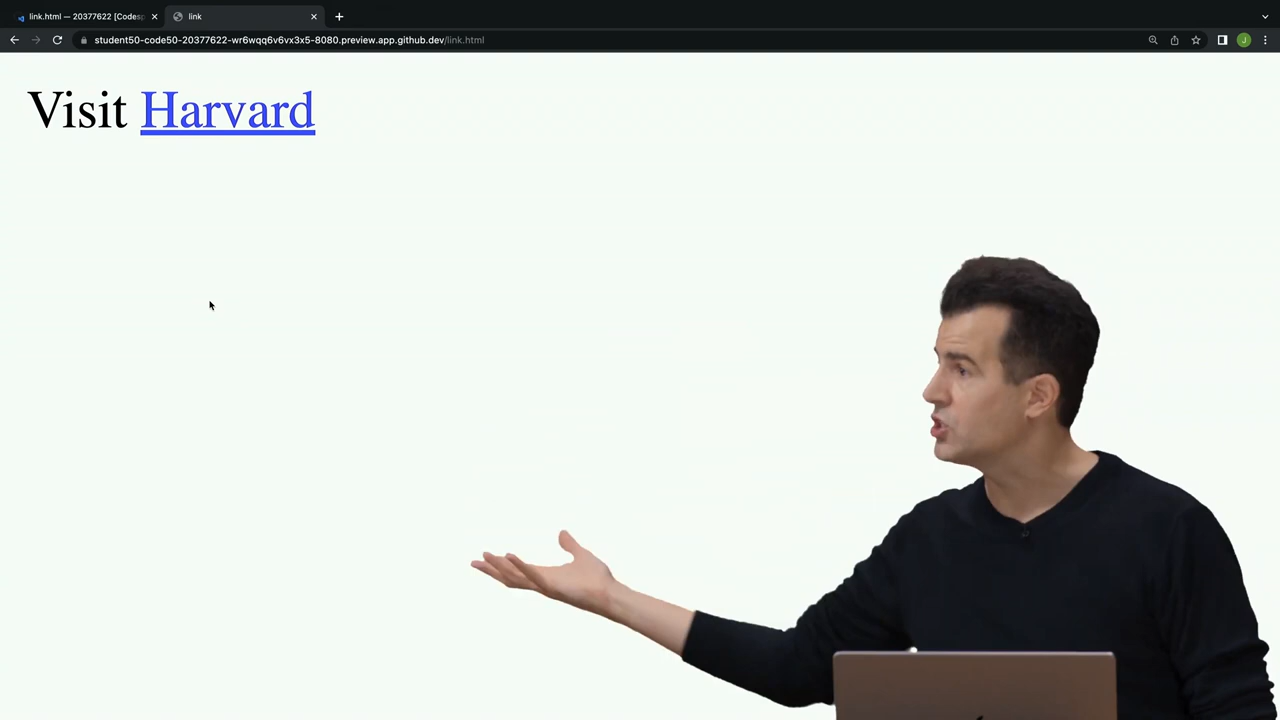 link.html — 20377622 [Codesp
link
student50-code50-20377622-wr6wqq6v6vx3x5-8080.preview.app.github.dev/link.html
J
Visit Harvard